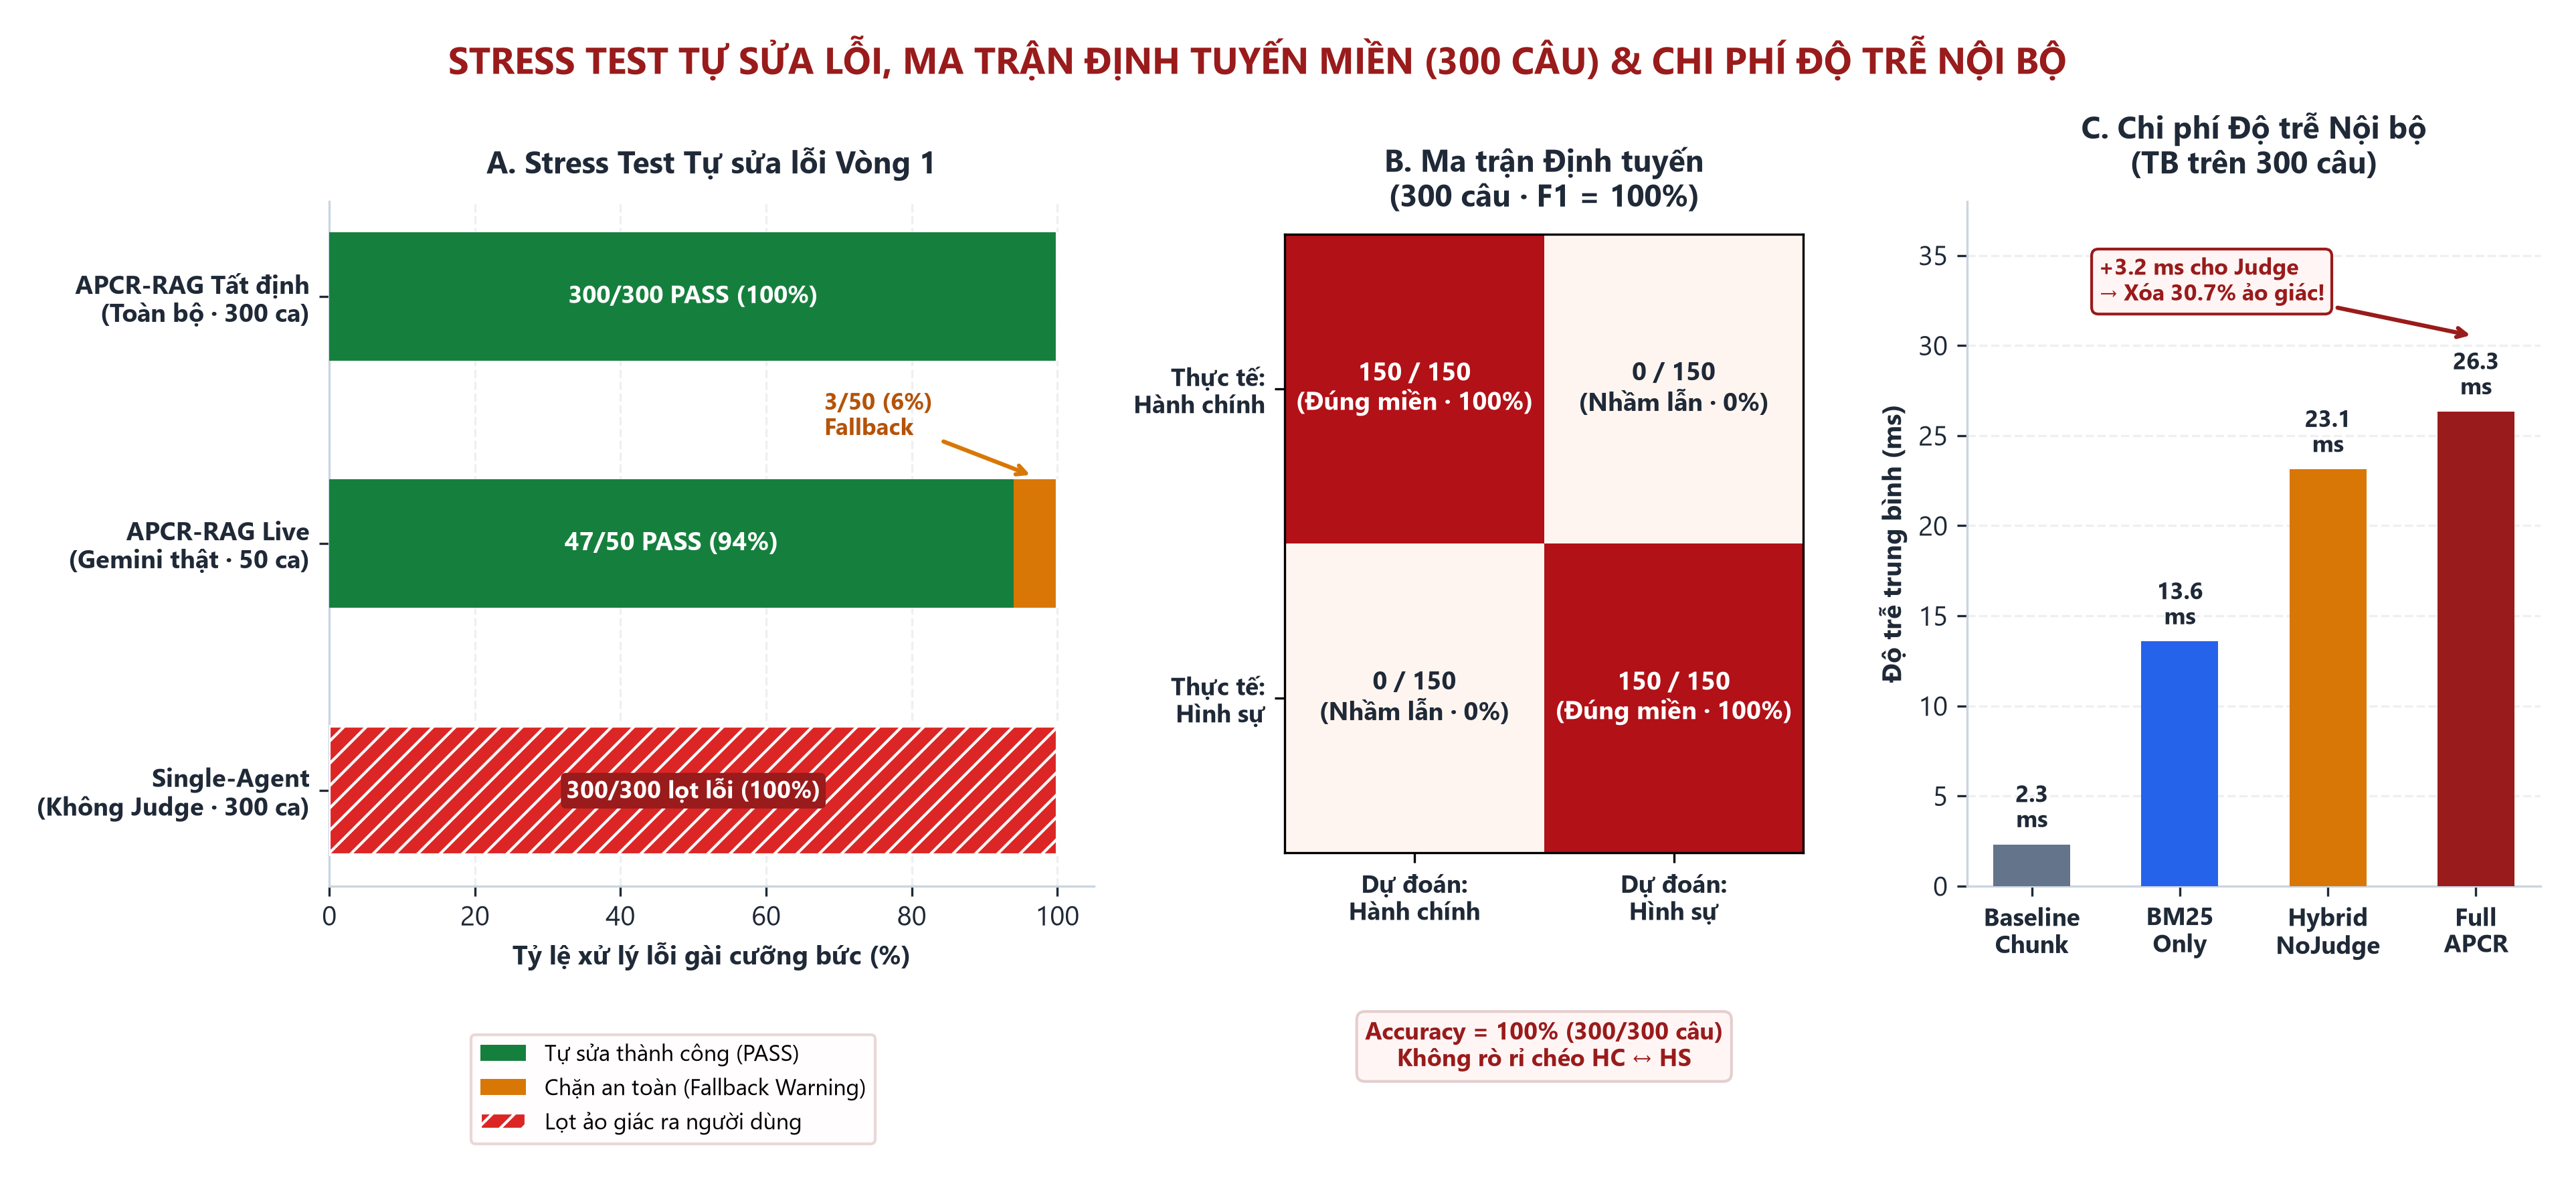 STRESS TEST TỰ SỬA LỖI, MA TRẬN ĐỊNH TUYẾN MIỀN (300 CÂU) & CHI PHÍ ĐỘ TRỄ NỘI BỘ
A. Stress Test Tự sửa lỗi Vòng 1
APCR-RAG Tất định
(Toàn bộ · 300 ca)
300/300 PASS (100%)
3/50 (6%)
Fallback
APCR-RAG Live
(Gemini thật · 50 ca)
47/50 PASS (94%)
Single-Agent
(Không Judge · 300 ca)
300/300 lọt lỗi (100%)
0 20 40 60 80 100
Tỷ lệ xử lý lỗi gài cưỡng bức (%)
Tự sửa thành công (PASS)
Chặn an toàn (Fallback Warning)
Lọt ảo giác ra người dùng
B. Ma trận Định tuyến
(300 câu · F1 = 100%)
Thực tế:
Hành chính
150 / 150
(Đúng miền · 100%)
0 / 150
(Nhầm lẫn · 0%)
Thực tế:
Hình sự
0 / 150
(Nhầm lẫn · 0%)
150 / 150
(Đúng miền · 100%)
Dự đoán:
Hành chính
Dự đoán:
Hình sự
Accuracy = 100% (300/300 câu)
Không rò rỉ chéo HC ↔ HS
C. Chi phí Độ trễ Nội bộ
(TB trên 300 câu)
Độ trễ trung bình (ms)
35
30
25
20
15
10
5
0
+3.2 ms cho Judge
→ Xóa 30.7% ảo giác!
2.3
ms
13.6
ms
23.1
ms
26.3
ms
Baseline
Chunk
BM25
Only
Hybrid
NoJudge
Full
APCR